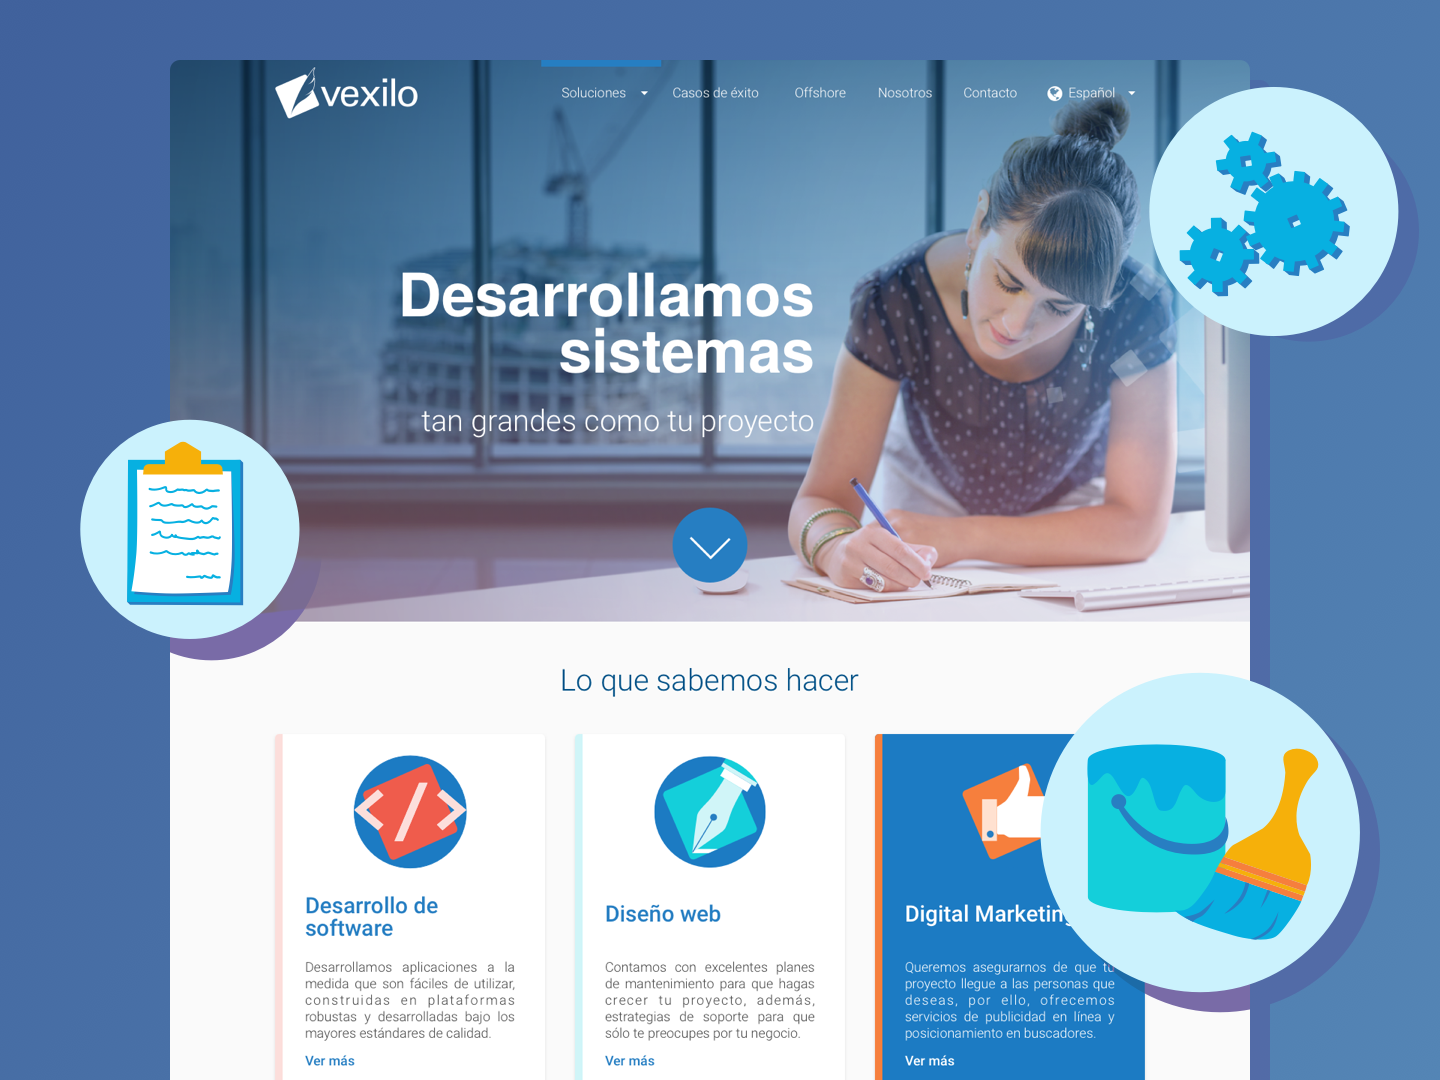 vexilo
Soluciones
Casos de éxito
Offshore
Nosotros
Contacto
Español
Desarrollamos
sistemas
tan grandes como tu proyecto
Lo que sabemos hacer
Desarrollo de
software
Desarrollamos aplicaciones a la
medida que son fáciles de utilizar,
construidas en plataformas
robustas y desarrolladas bajo los
mayores estándares de calidad.
Ver más
Diseño web
Contamos con excelentes planes
de mantenimiento para que hagas
crecer tu proyecto, además,
estrategias de soporte para que
sólo te preocupes por tu negocio.
Ver más
Digital Marketing
Queremos asegurarnos de que tu
proyecto llegue a las personas que
deseas, por ello, ofrecemos
servicios de publicidad en línea y
posicionamiento en buscadores.
Ver más